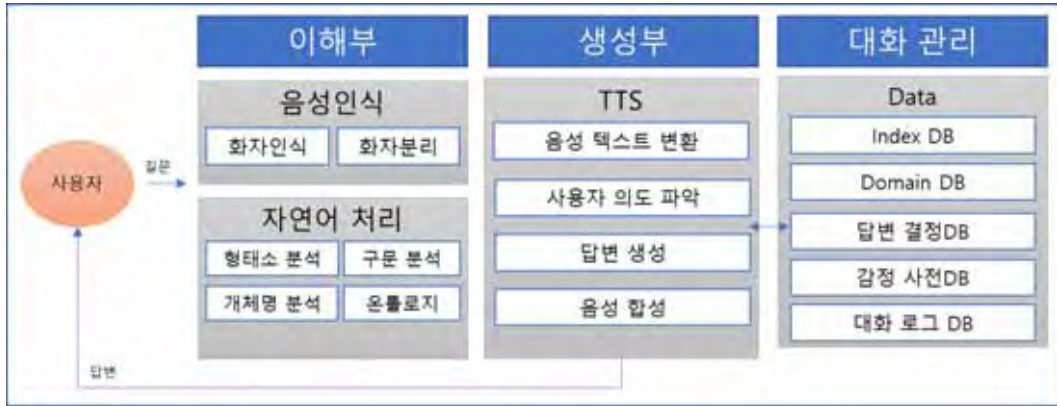 이해부
생성부
대화 관리
음성인식
화자인식
화자분리
자연어 처리
형태소 분석
구문 분석
개체명 분석
온톨로지
TTS
음성 텍스트 변환
사용자 의도 파악
답변 생성
음성 합성
Data
Index DB
Domain DB
답변 결정DB
감정 사전DB
대화 로그 DB
사용자
질문
답변